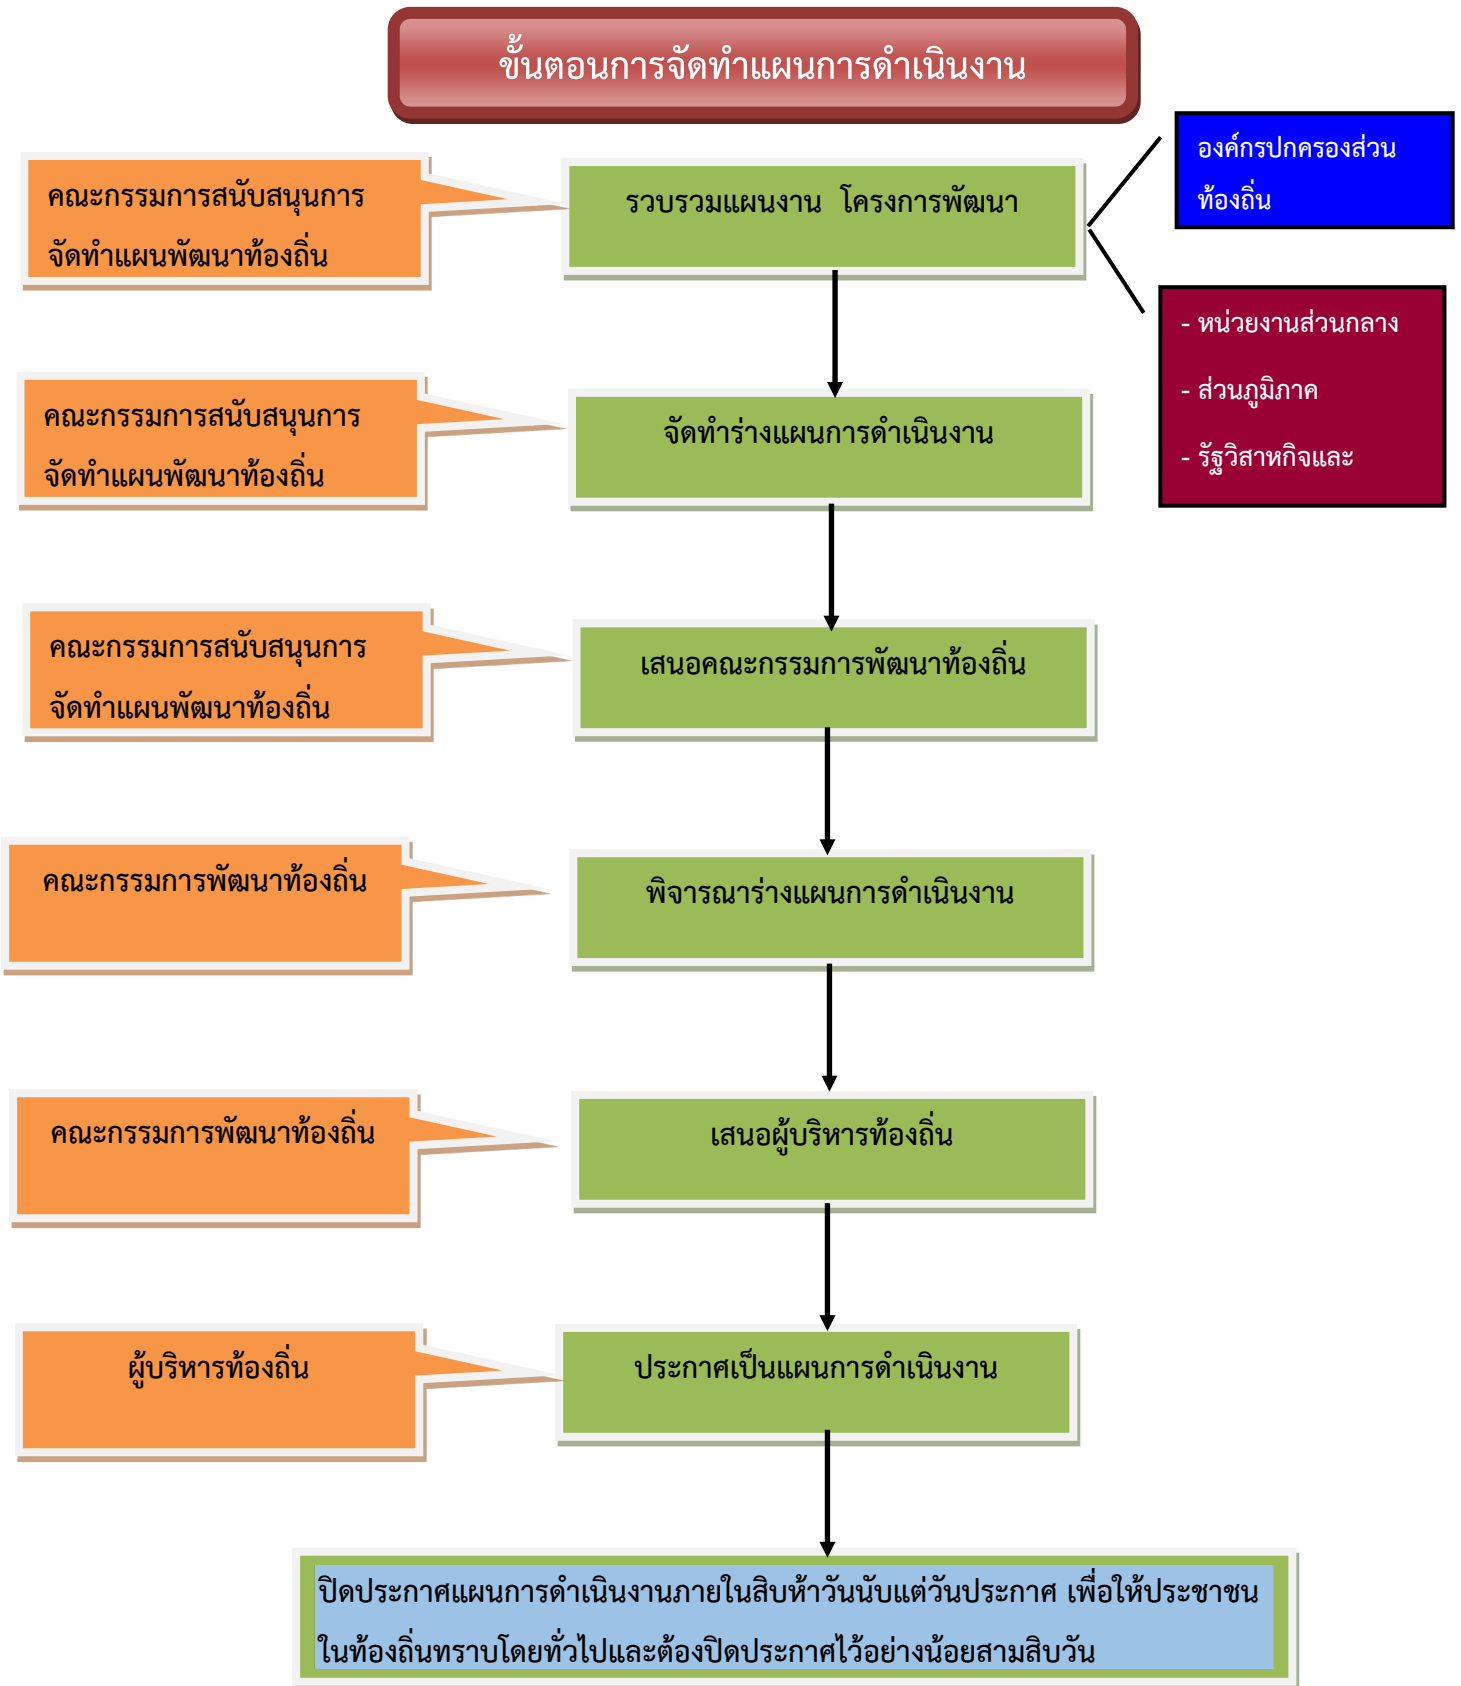 ขั้นตอนการจัดทำแผนการดำเนินงาน
องค์กรปกครองส่วน
ท้องถิ่น
คณะกรรมการสนับสนุนการ
จัดทำแผนพัฒนาท้องถิ่น
รวบรวมแผนงาน โครงการพัฒนา
- หน่วยงานส่วนกลาง
- ส่วนภูมิภาค
- รัฐวิสาหกิจและ
คณะกรรมการสนับสนุนการ
จัดทำแผนพัฒนาท้องถิ่น
จัดทำร่างแผนการดำเนินงาน
คณะกรรมการสนับสนุนการ
จัดทำแผนพัฒนาท้องถิ่น
เสนอคณะกรรมการพัฒนาท้องถิ่น
คณะกรรมการพัฒนาท้องถิ่น
พิจารณาร่างแผนการดำเนินงาน
คณะกรรมการพัฒนาท้องถิ่น
เสนอผู้บริหารท้องถิ่น
ผู้บริหารท้องถิ่น
ประกาศเป็นแผนการดำเนินงาน
ปิดประกาศแผนการดำเนินงานภายในสิบห้าวันนับแต่วันประกาศ เพื่อให้ประชาชน
ในท้องถิ่นทราบโดยทั่วไปและต้องปิดประกาศไว้อย่างน้อยสามสิบวัน